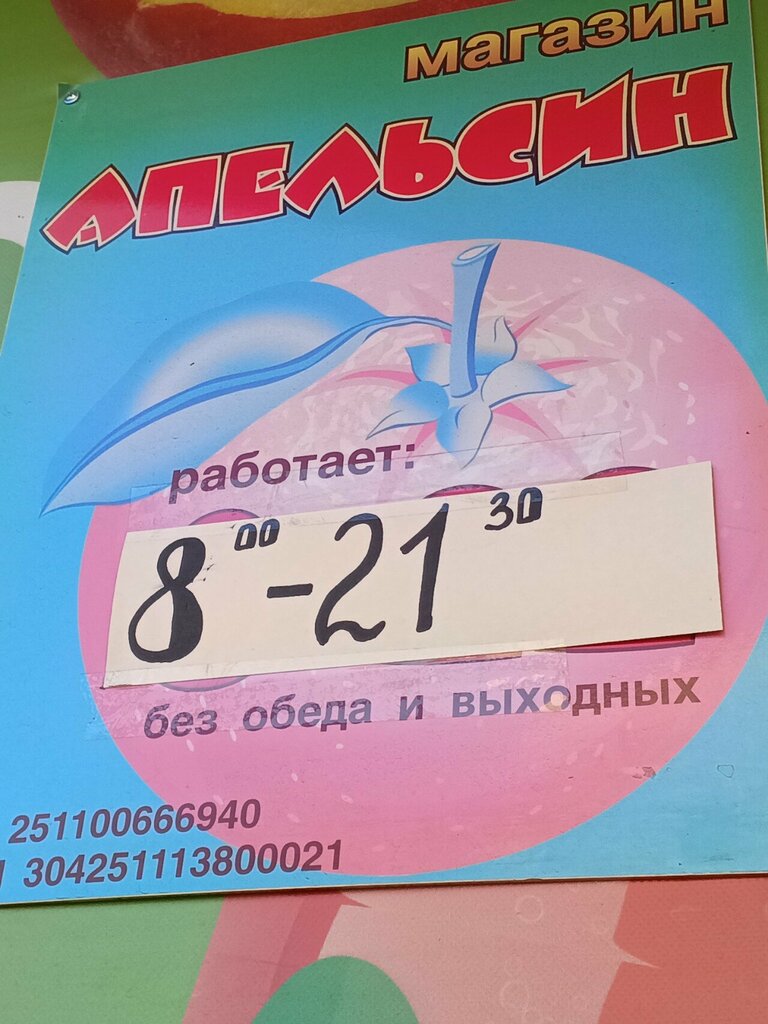 магазин
АПЕЛЬСИН
работает:
8 00 - 21 30
без обеда и выходных
251100666940
304251113800021